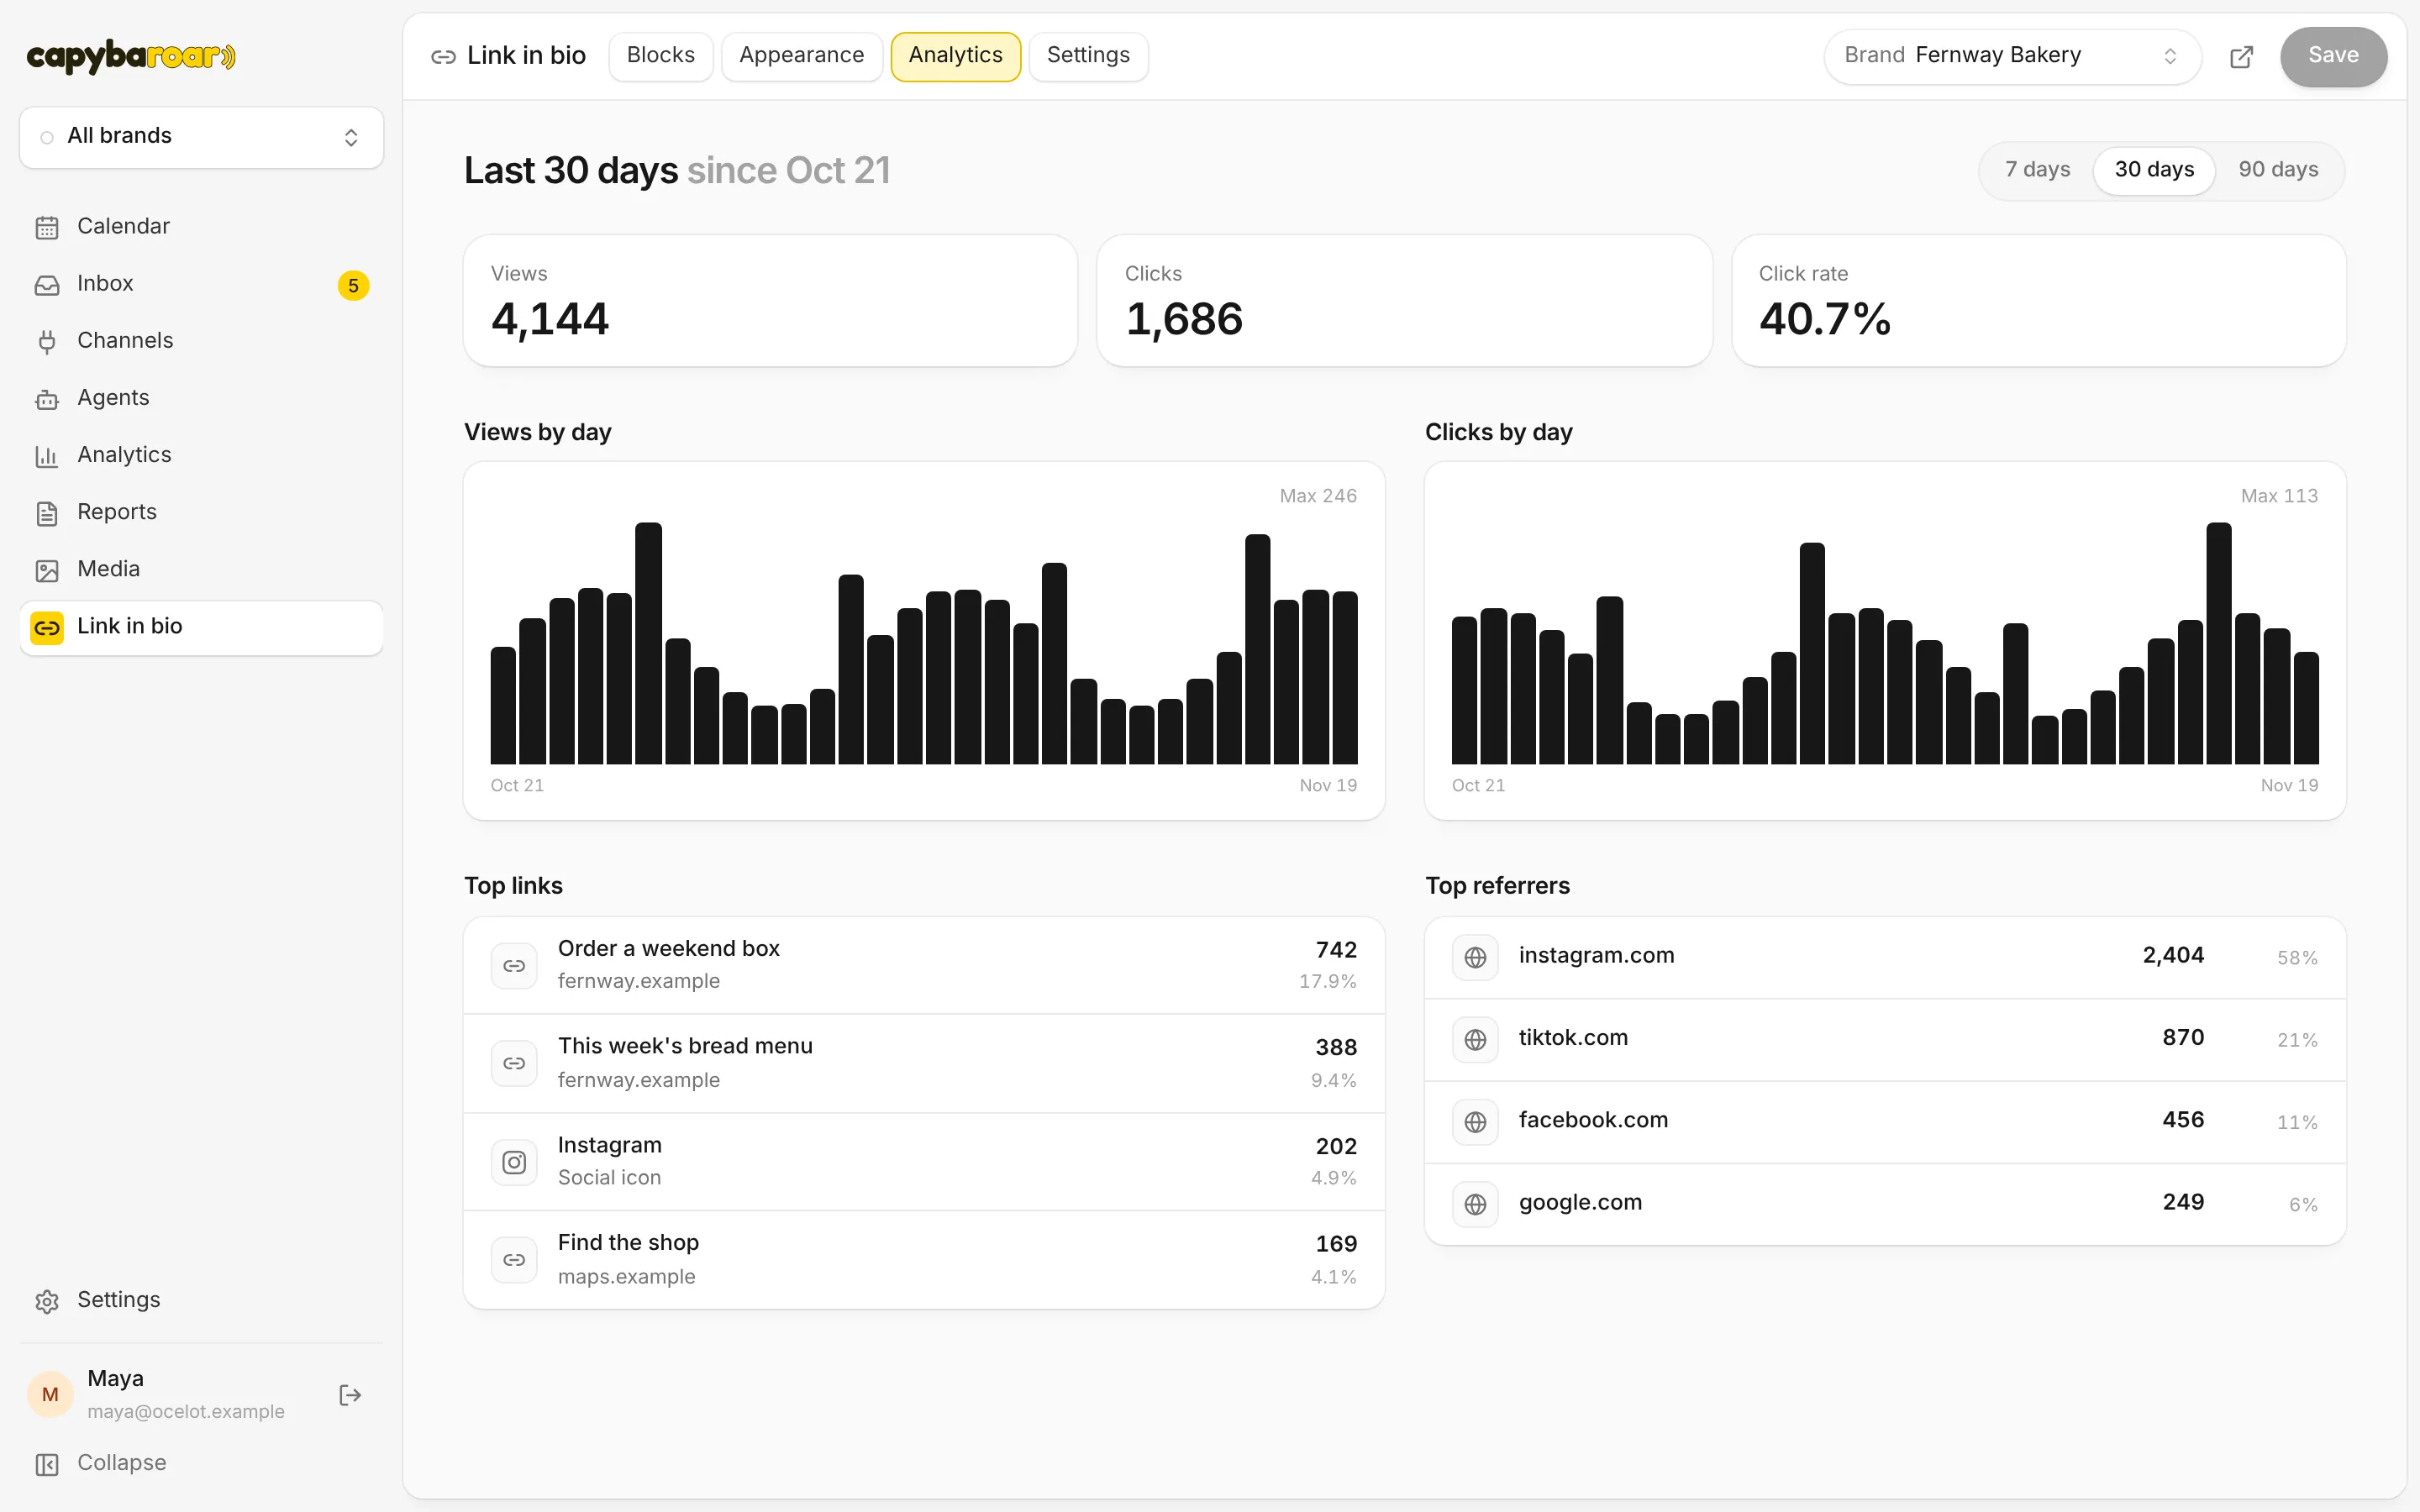 capybaroar
All brands
Calendar
Inbox 5
Channels
Agents
Analytics
Reports
Media
Link in bio
Settings
M Maya
maya@ocelot.example
Collapse
Link in bio Blocks Appearance Analytics Settings Brand Fernway Bakery Save
Last 30 days since Oct 21 7 days 30 days 90 days
Views
4,144
Clicks
1,686
Click rate
40.7%
Views by day
Max 246
Oct 21 Nov 19
Clicks by day
Max 113
Oct 21 Nov 19
Top links
Order a weekend box 742
fernway.example 17.9%
This week's bread menu 388
fernway.example 9.4%
Instagram 202
Social icon 4.9%
Find the shop 169
maps.example 4.1%
Top referrers
instagram.com 2,404 58%
tiktok.com 870 21%
facebook.com 456 11%
google.com 249 6%